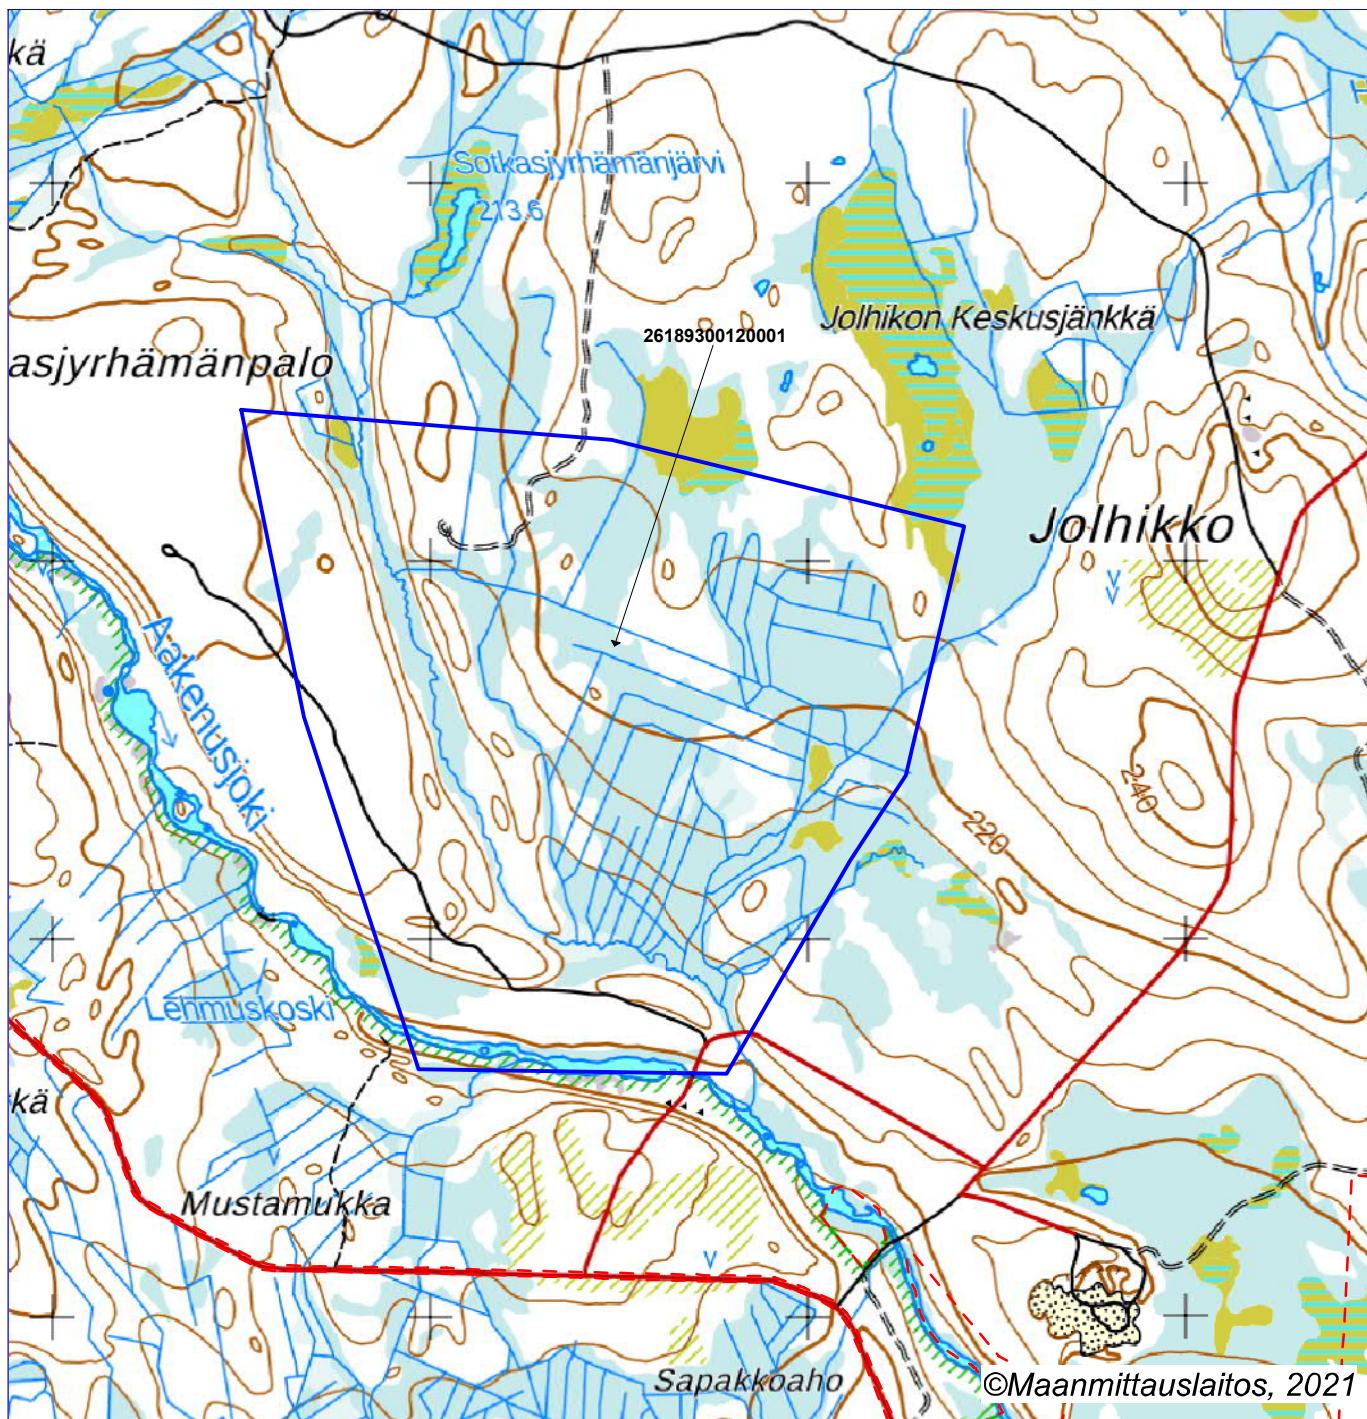 kä
Sotkasjyrhämänjärvi
213.6
Jolhikon Keskusjänkkä
26189300120001
asjyrhämänpalo
Jolhikko
Aakenusjoki
240
220
Lehmuskoski
kä
Mustamukka
Sapakkoaho
©Maanmittauslaitos, 2021